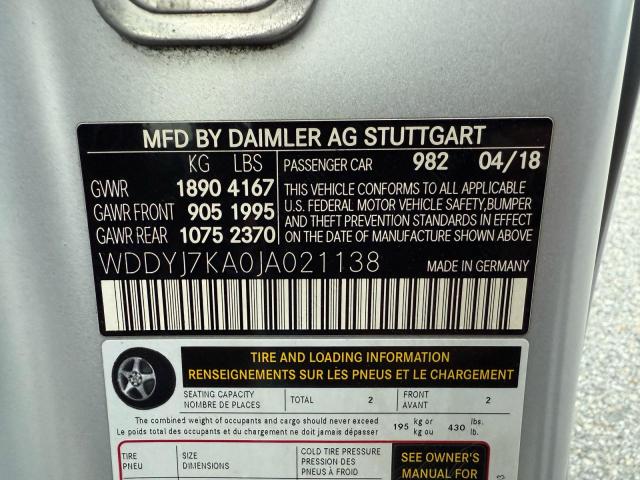 MFD BY DAIMLER AG STUTTGART
KG LBS
GVWR 1890 4167
GAWR FRONT 905 1995
GAWR REAR 1075 2370
PASSENGER CAR 982 04/18
THIS VEHICLE CONFORMS TO ALL APPLICABLE
U.S. FEDERAL MOTOR VEHICLE SAFETY,BUMPER
AND THEFT PREVENTION STANDARDS IN EFFECT
ON THE DATE OF MANUFACTURE SHOWN ABOVE.
WDDYJ7KA0JA021138 MADE IN GERMANY
TIRE AND LOADING INFORMATION
RENSEIGNEMENTS SUR LES PNEUS ET LE CHARGEMENT
SEATING CAPACITY
NOMBRE DE PLACES
TOTAL 2
FRONT
AVANT
2
The combined weight of occupants and cargo should never exceed
Le poids total des occupants et du chargement ne doit jamais dépasser
195 kg or
kg ou
430 lbs.
lb.
TIRE
PNEU
SIZE
DIMENSIONS
COLD TIRE PRESSURE
PRESSION DES
PNEUS À FROID
SEE OWNER'S
MANUAL FOR